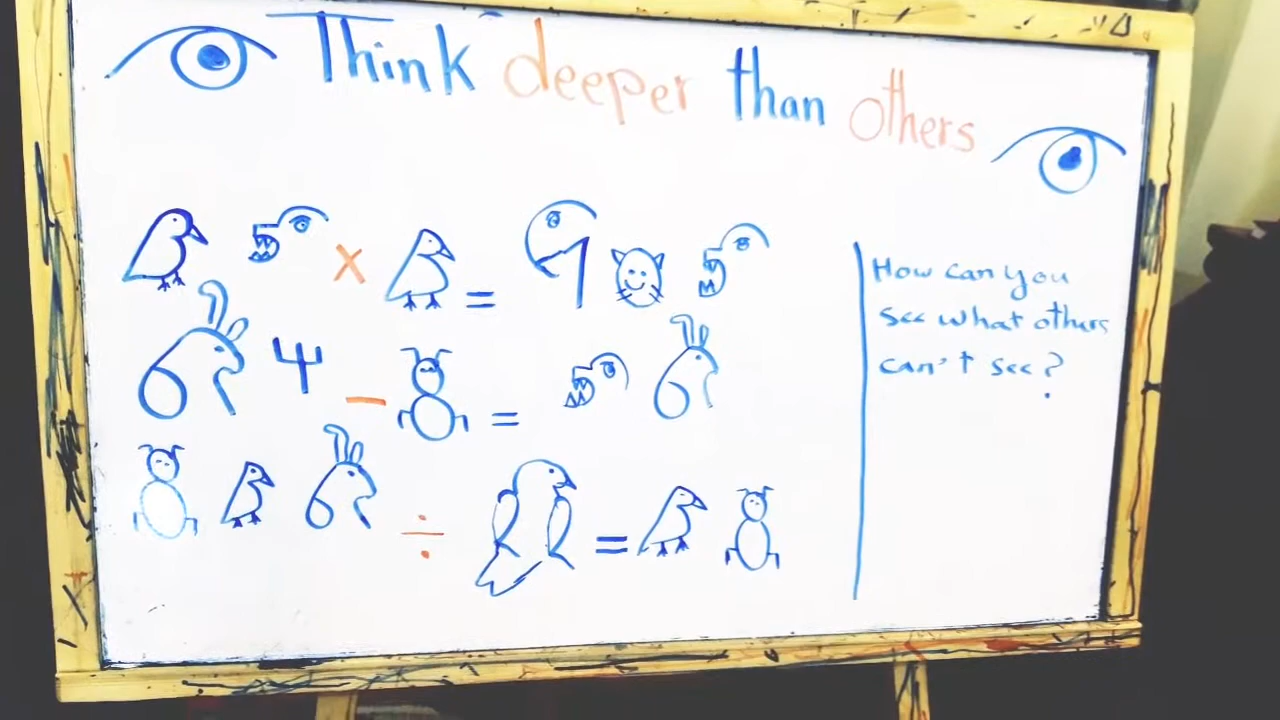 Think deeper than others
× =
− =
÷ =
How can you
see what others
can't see?